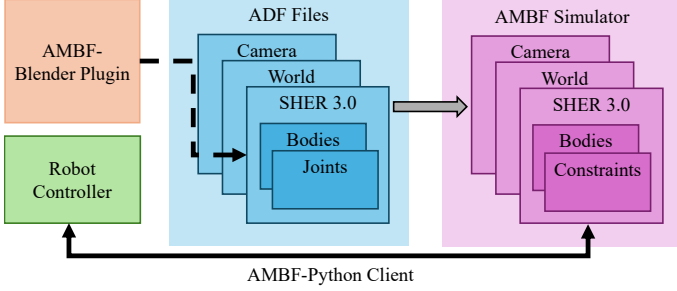 AMBF-
Blender Plugin
Robot
Controller
ADF Files
Camera
World
SHER 3.0
Bodies
Joints
AMBF Simulator
Camera
World
SHER 3.0
Bodies
Constraints
AMBF-Python Client